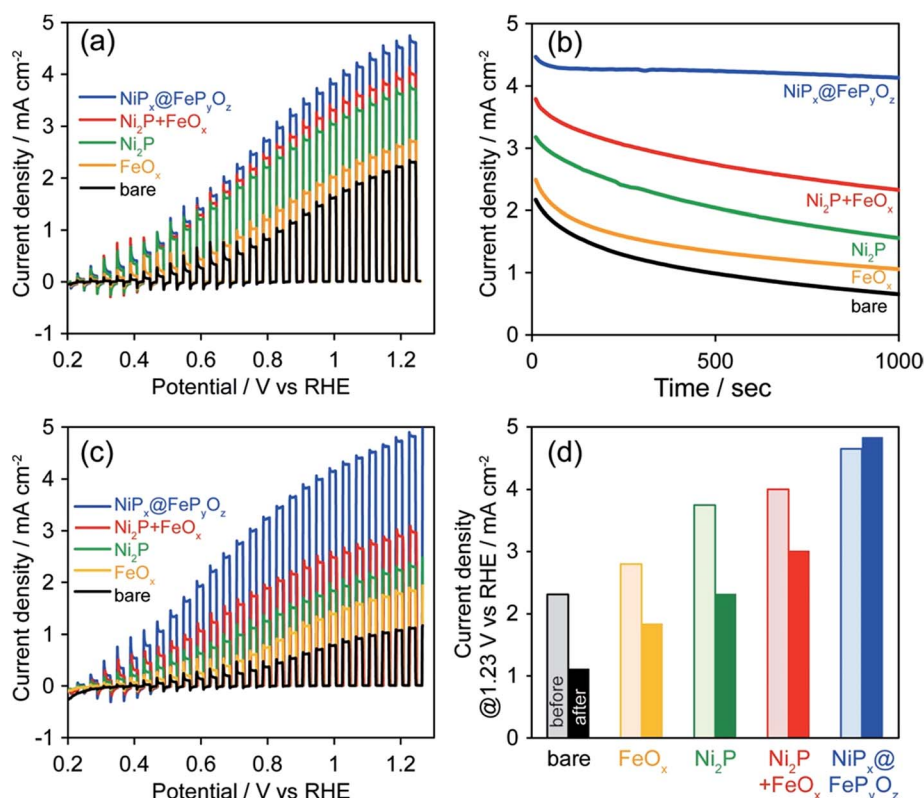 (a)
5
4
3
2
1
0
-1
Current density / mA cm⁻²
NiPₓ@FePᵧO_z
Ni₂P+FeOₓ
Ni₂P
FeOₓ
bare
0.2 0.4 0.6 0.8 1 1.2
Potential / V vs RHE
(b)
5
4
3
2
1
0
Current density / mA cm⁻²
NiPₓ@FePᵧO_z
Ni₂P+FeOₓ
Ni₂P
FeOₓ
bare
0 500 1000
Time / sec
(c)
5
4
3
2
1
0
-1
Current density / mA cm⁻²
NiPₓ@FePᵧO_z
Ni₂P+FeOₓ
Ni₂P
FeOₓ
bare
0.2 0.4 0.6 0.8 1 1.2
Potential / V vs RHE
(d)
5
4
3
2
1
0
Current density
@1.23 V vs RHE / mA cm⁻²
before
after
bare
FeOₓ
Ni₂P
Ni₂P
+FeOₓ
NiPₓ@
FePᵧO_z